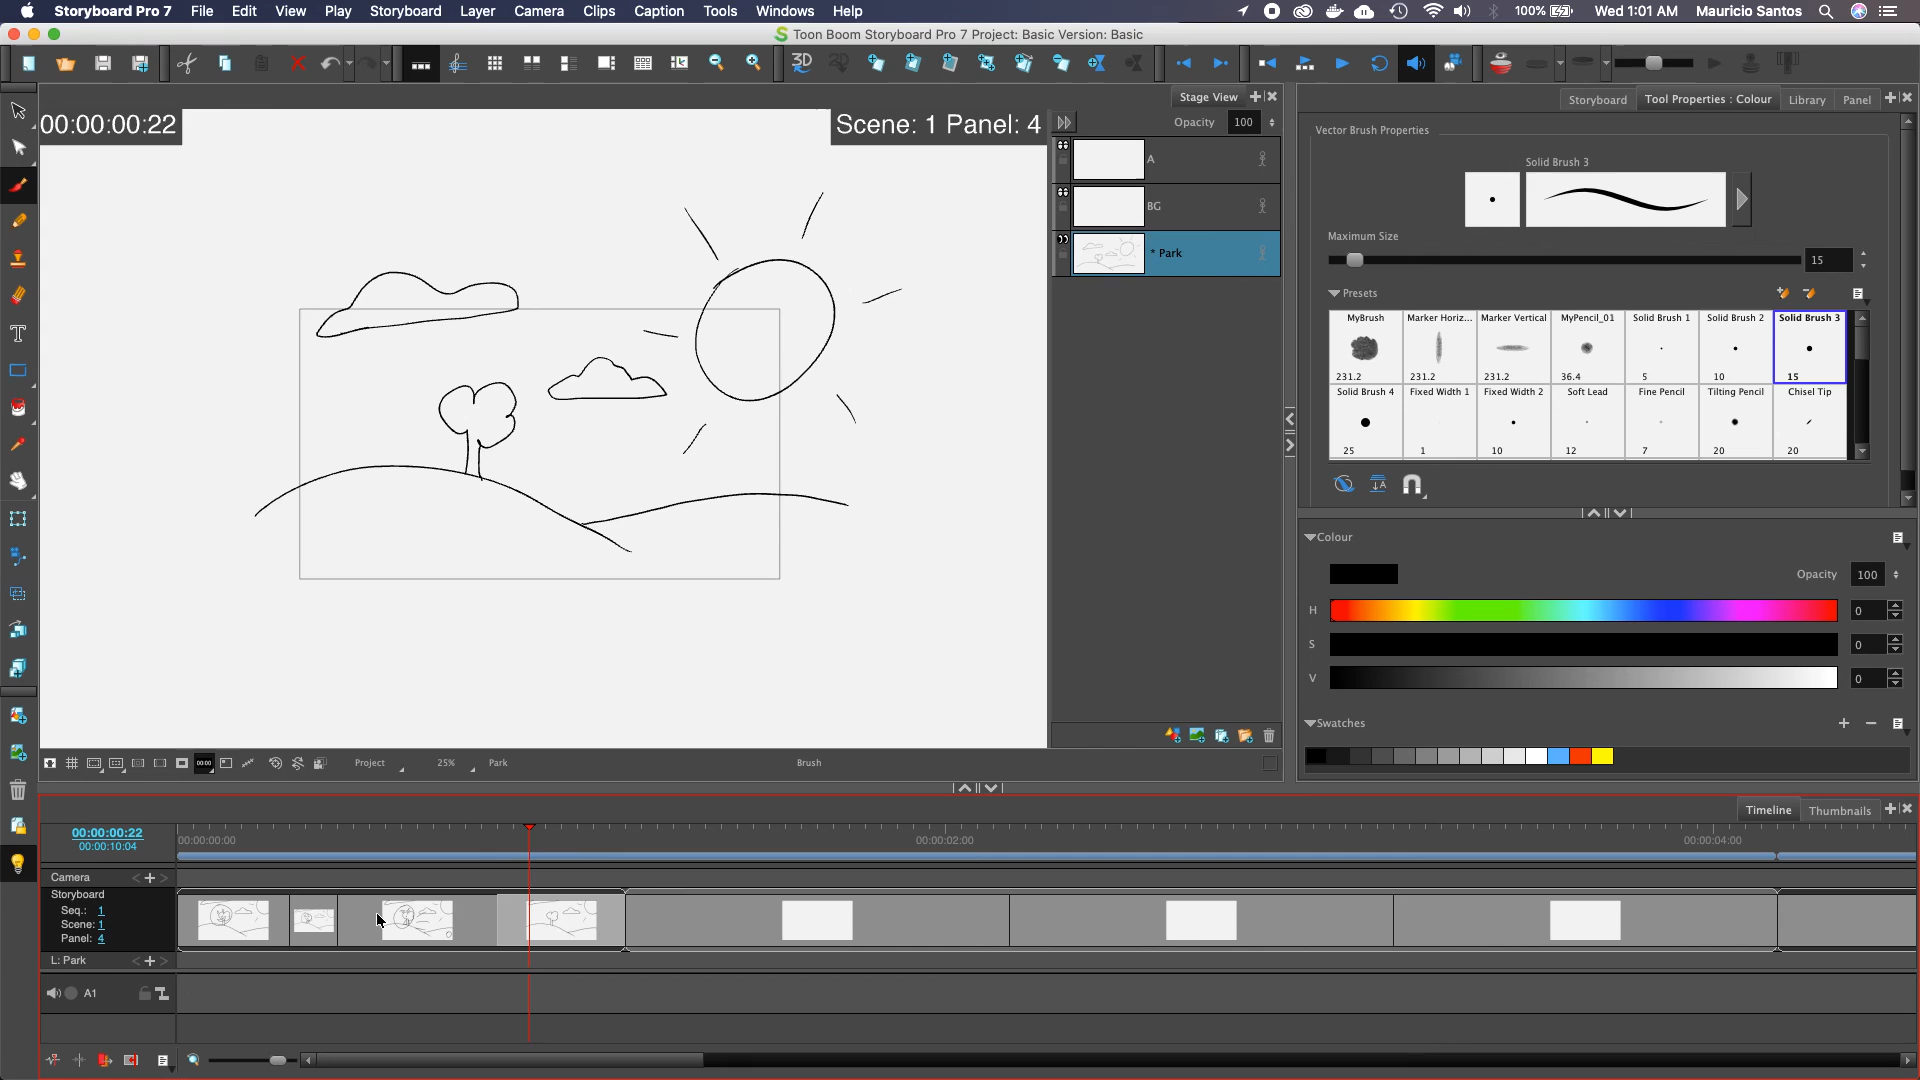 Storyboard Pro 7 File Edit View Play Storyboard Layer Camera Clips Caption Tools Windows Help 100% Wed 1:01 AM Mauricio Santos
Toon Boom Storyboard Pro 7 Project: Basic Version: Basic
3D
00:00:00:22
Scene: 1 Panel: 4
Stage View
Opacity 100
A
BG
* Park
Storyboard Tool Properties : Colour Library Panel
Vector Brush Properties
Solid Brush 3
Maximum Size
15
Presets
MyBrush Marker Horiz... Marker Vertical MyPencil_01 Solid Brush 1 Solid Brush 2 Solid Brush 3
231.2 231.2 231.2 36.4 5 10 15
Solid Brush 4 Fixed Width 1 Fixed Width 2 Soft Lead Fine Pencil Tilting Pencil Chisel Tip
25 1 10 12 7 20 20
Colour
Opacity 100
H 0
S 0
V 0
Swatches
00:00 Project 25% Park Brush
Timeline Thumbnails
00:00:00:22
00:00:10:04
00:00:00:00 00:00:02:00 00:00:04:00
Camera
Storyboard
Seq.: 1
Scene: 1
Panel: 4
L: Park
A1